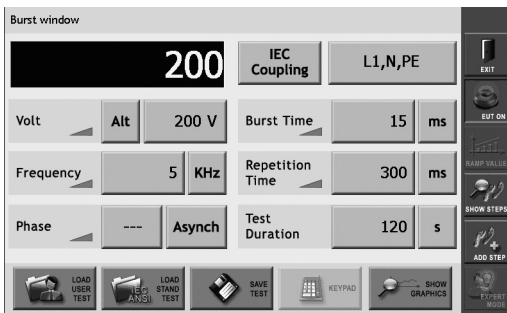 Burst window
200
IEC Coupling
L1,N,PE
EXIT
Volt
Alt
200 V
Burst Time
15
ms
EUT ON
RAMP VALUE
Frequency
5
KHz
Repetition Time
300
ms
SHOW STEPS
Phase
---
Asynch
Test Duration
120
s
ADD STEP
LOAD USER TEST
IEC ANSI
LOAD STAND TEST
SAVE TEST
KEYPAD
SHOW GRAPHICS
EXPERT MODE